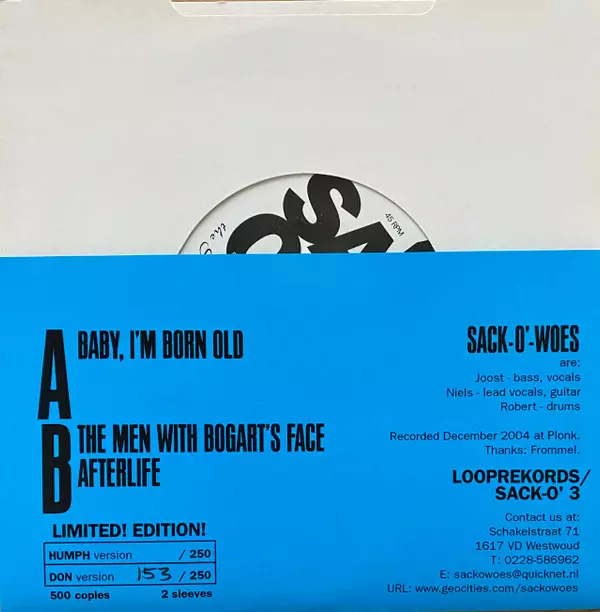 SA
45 RPM
the
A
BABY, I'M BORN OLD
B
THE MEN WITH BOGART'S FACE
AFTERLIFE
LIMITED! EDITION!
HUMPH version / 250
DON version 153 / 250
500 copies 2 sleeves
SACK-O'-WOES
are:
Joost - bass, vocals
Niels - lead vocals, guitar
Robert - drums
Recorded December 2004 at Plonk.
Thanks: Frommel.
LOOPREKORDS/
SACK-O' 3
Contact us at:
Schakelstraat 71
1617 VD Westwoud
T: 0228-586962
E: sackowoes@quicknet.nl
URL: www.geocities.com/sackowoes